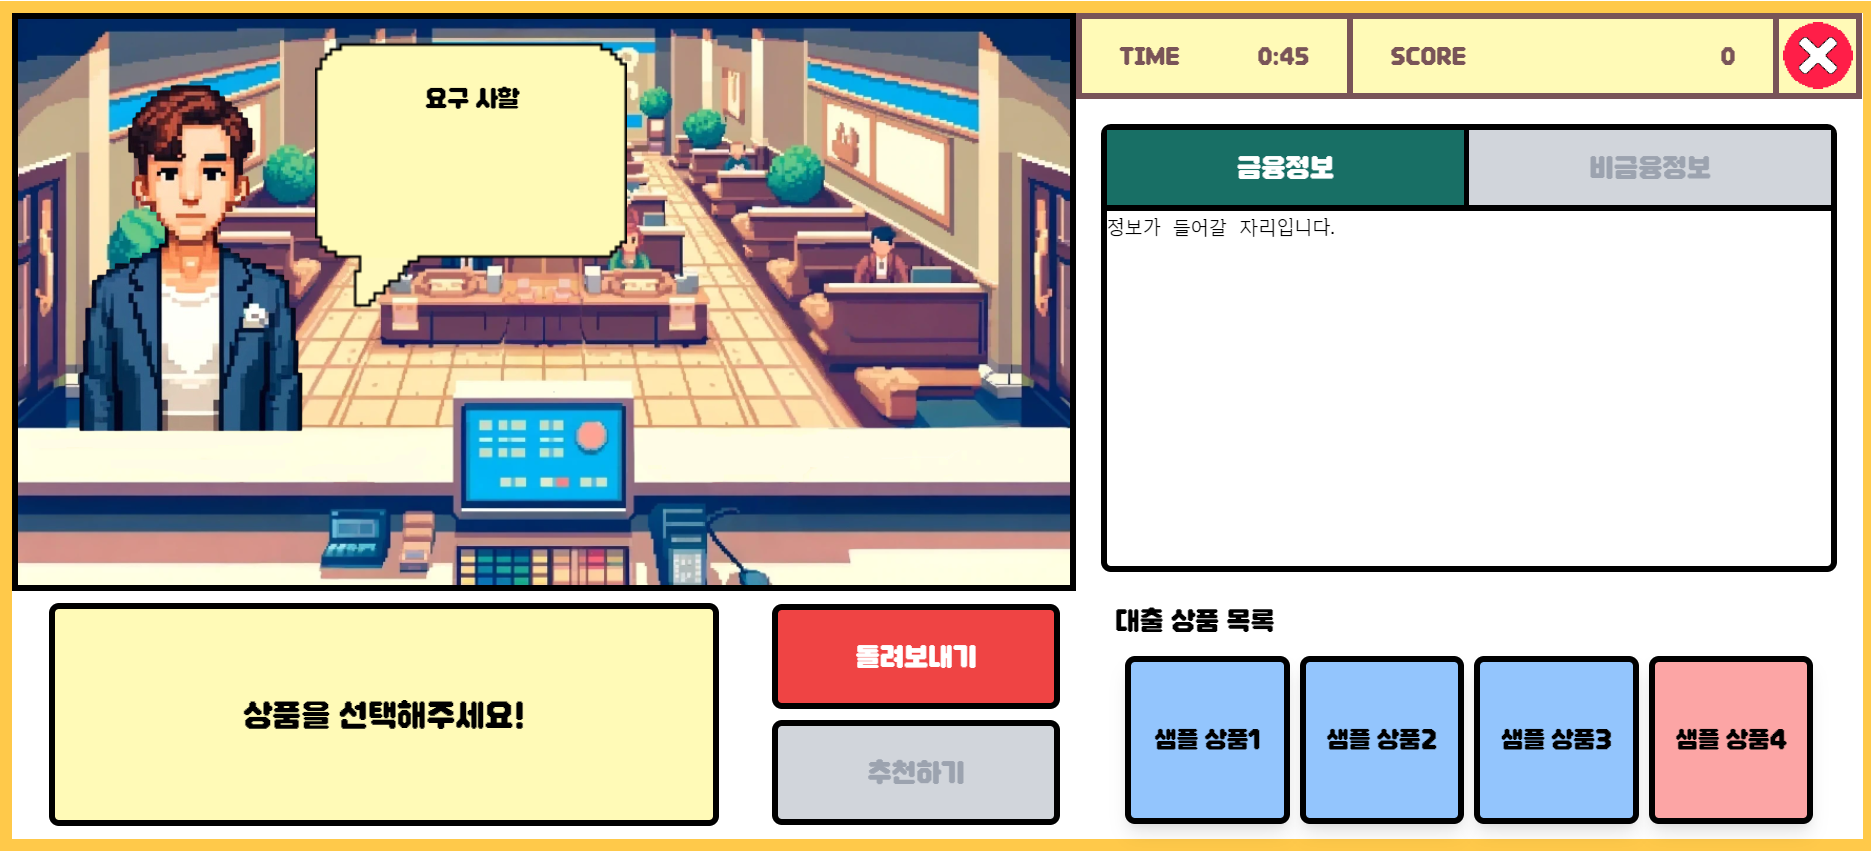 요구 사할
TIME 0:45 SCORE 0
금융정보 비금융정보
정보가 들어갈 자리입니다.
상품을 선택해주세요!
돌려보내기
추천하기
대출 상품 목록
샘플 상품1 샘플 상품2 샘플 상품3 샘플 상품4